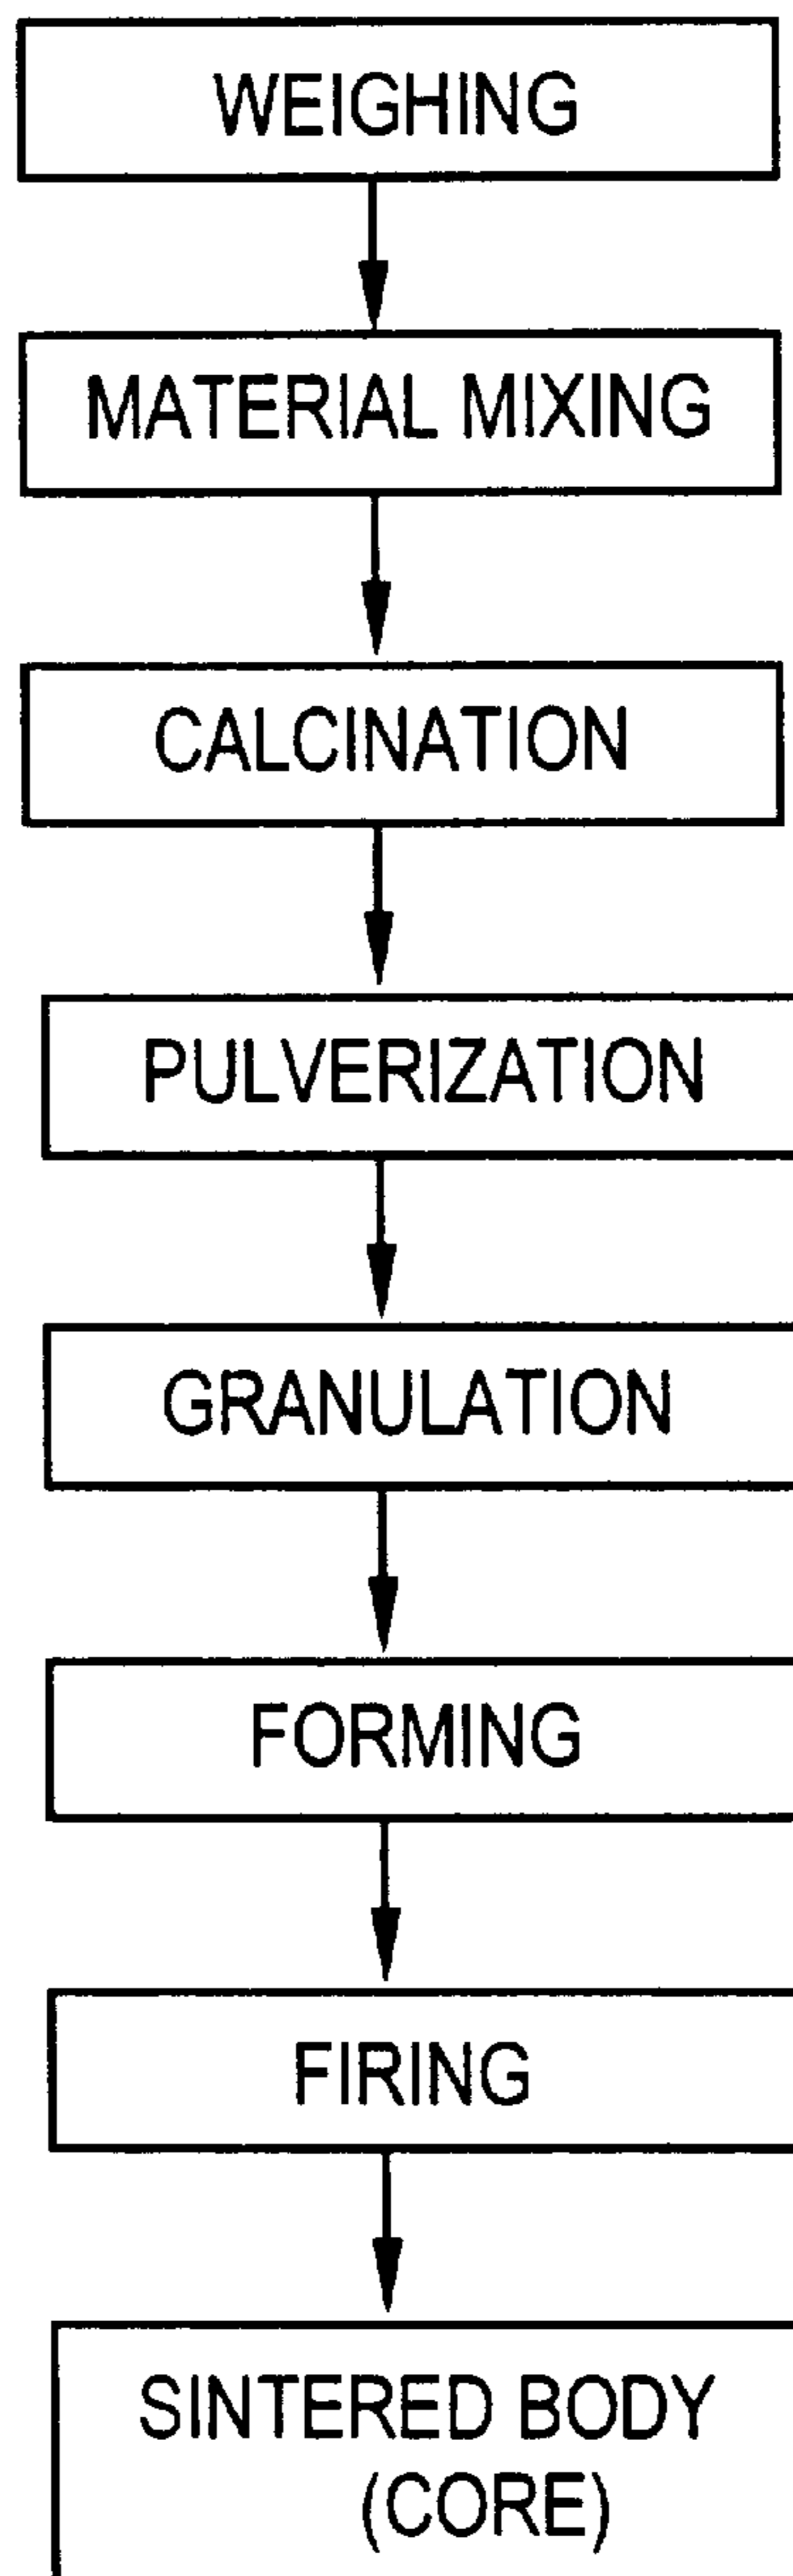 WEIGHING
MATERIAL MIXING
CALCINATION
PULVERIZATION
GRANULATION
FORMING
FIRING
SINTERED BODY
(CORE)